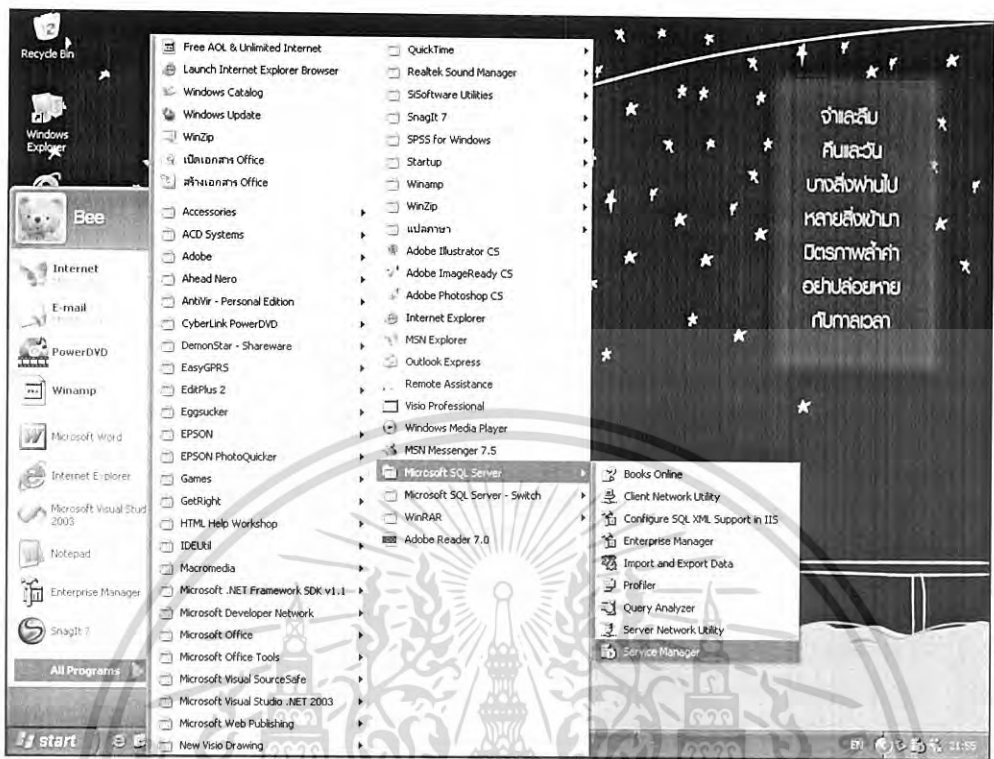 Recycle Bin
Windows Explorer
Bee
Internet
E-mail
PowerDVD
Winamp
Microsoft Word
Internet Explorer
Microsoft Visual Stud
2003
Notepad
Enterprise Manager
SnagIt 7
All Programs
start
Free AOL & Unlimited Internet
Launch Internet Explorer Browser
Windows Catalog
Windows Update
WinZip
เปิดเอกสาร Office
สร้างเอกสาร Office
Accessories
ACD Systems
Adobe
Ahead Nero
AntiVir - Personal Edition
CyberLink PowerDVD
DemonStar - Shareware
EasyGPRS
EditPlus 2
Eggsucker
EPSON
EPSON PhotoQuicker
Games
GetRight
HTML Help Workshop
IDEUtil
Macromedia
Microsoft .NET Framework SDK v1.1
Microsoft Developer Network
Microsoft Office
Microsoft Office Tools
Microsoft Visual SourceSafe
Microsoft Visual Studio .NET 2003
Microsoft Web Publishing
New Visio Drawing
QuickTime
Realtek Sound Manager
SiSoftware Utilities
SnagIt 7
SPSS for Windows
Startup
Winamp
WinZip
แปลภาษา
Adobe Illustrator CS
Adobe ImageReady CS
Adobe Photoshop CS
Internet Explorer
MSN Explorer
Outlook Express
Remote Assistance
Visio Professional
Windows Media Player
MSN Messenger 7.5
Microsoft SQL Server
Microsoft SQL Server - Switch
WinRAR
Adobe Reader 7.0
Books Online
Client Network Utility
Configure SQL XML Support in IIS
Enterprise Manager
Import and Export Data
Profiler
Query Analyzer
Server Network Utility
Service Manager
จำและลืม
คืนและวัน
บางสิ่งผ่านไป
หลายสิ่งเข้ามา
มิตรภาพล้ำค่า
อย่าปล่อยหาย
กับกาลเวลา
EN
21:55